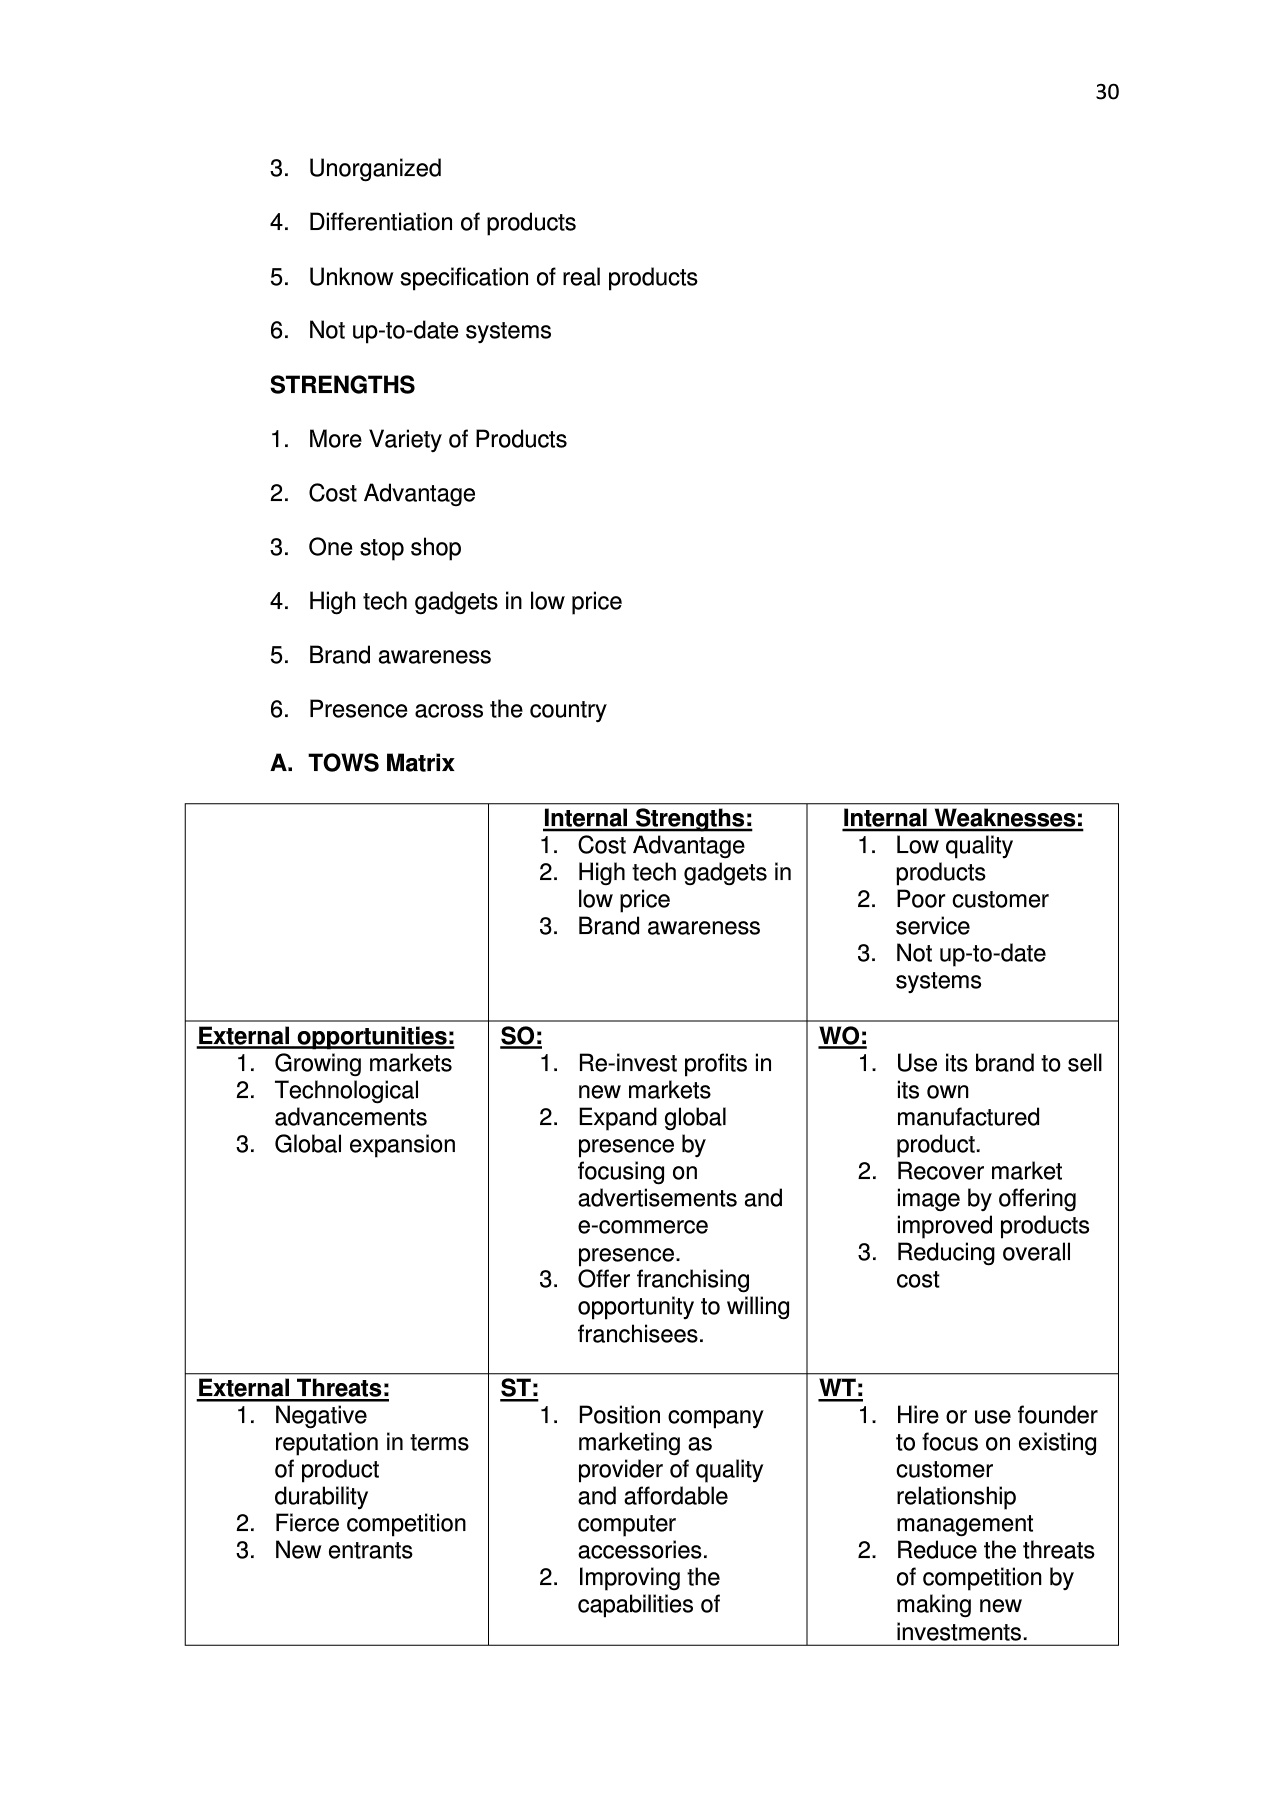 30
3. Unorganized
4. Differentiation of products
5. Unknow specification of real products
6. Not up-to-date systems
STRENGTHS
1. More Variety of Products
2. Cost Advantage
3. One stop shop
4. High tech gadgets in low price
5. Brand awareness
6. Presence across the country
A. TOWS Matrix
Internal Strengths:
1. Cost Advantage
2. High tech gadgets in
low price
3. Brand awareness
Internal Weaknesses:
1. Low quality
products
2. Poor customer
service
3. Not up-to-date
systems
External opportunities:
1. Growing markets
2. Technological
advancements
3. Global expansion
SO:
1. Re-invest profits in
new markets
2. Expand global
presence by
focusing on
advertisements and
e-commerce
presence.
3. Offer franchising
opportunity to willing
franchisees.
WO:
1. Use its brand to sell
its own
manufactured
product.
2. Recover market
image by offering
improved products
3. Reducing overall
cost
External Threats:
1. Negative
reputation in terms
of product
durability
2. Fierce competition
3. New entrants
ST:
1. Position company
marketing as
provider of quality
and affordable
computer
accessories.
2. Improving the
capabilities of
WT:
1. Hire or use founder
to focus on existing
customer
relationship
management
2. Reduce the threats
of competition by
making new
investments.